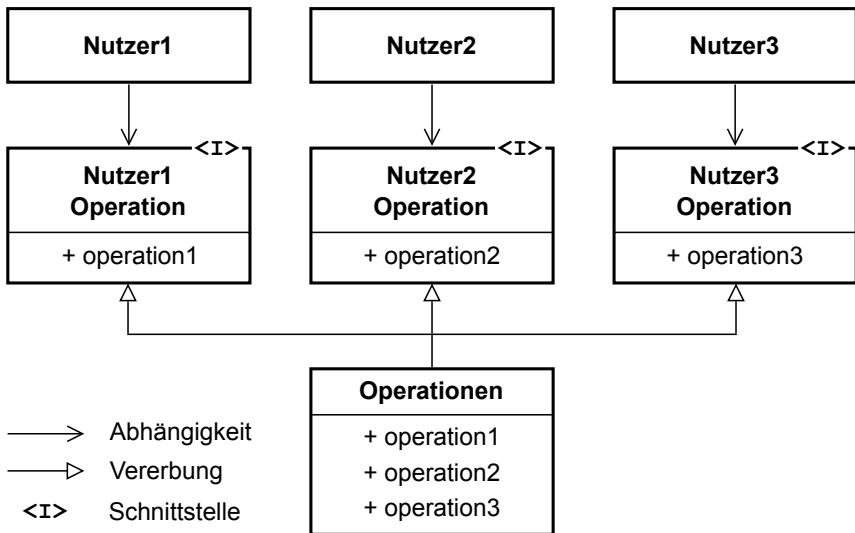 Nutzer1
Nutzer2
Nutzer3
<I>
<I>
<I>
Nutzer1
Operation
+ operation1
Nutzer2
Operation
+ operation2
Nutzer3
Operation
+ operation3
Operationen
+ operation1
+ operation2
+ operation3
Abhängigkeit
Vererbung
<I> Schnittstelle